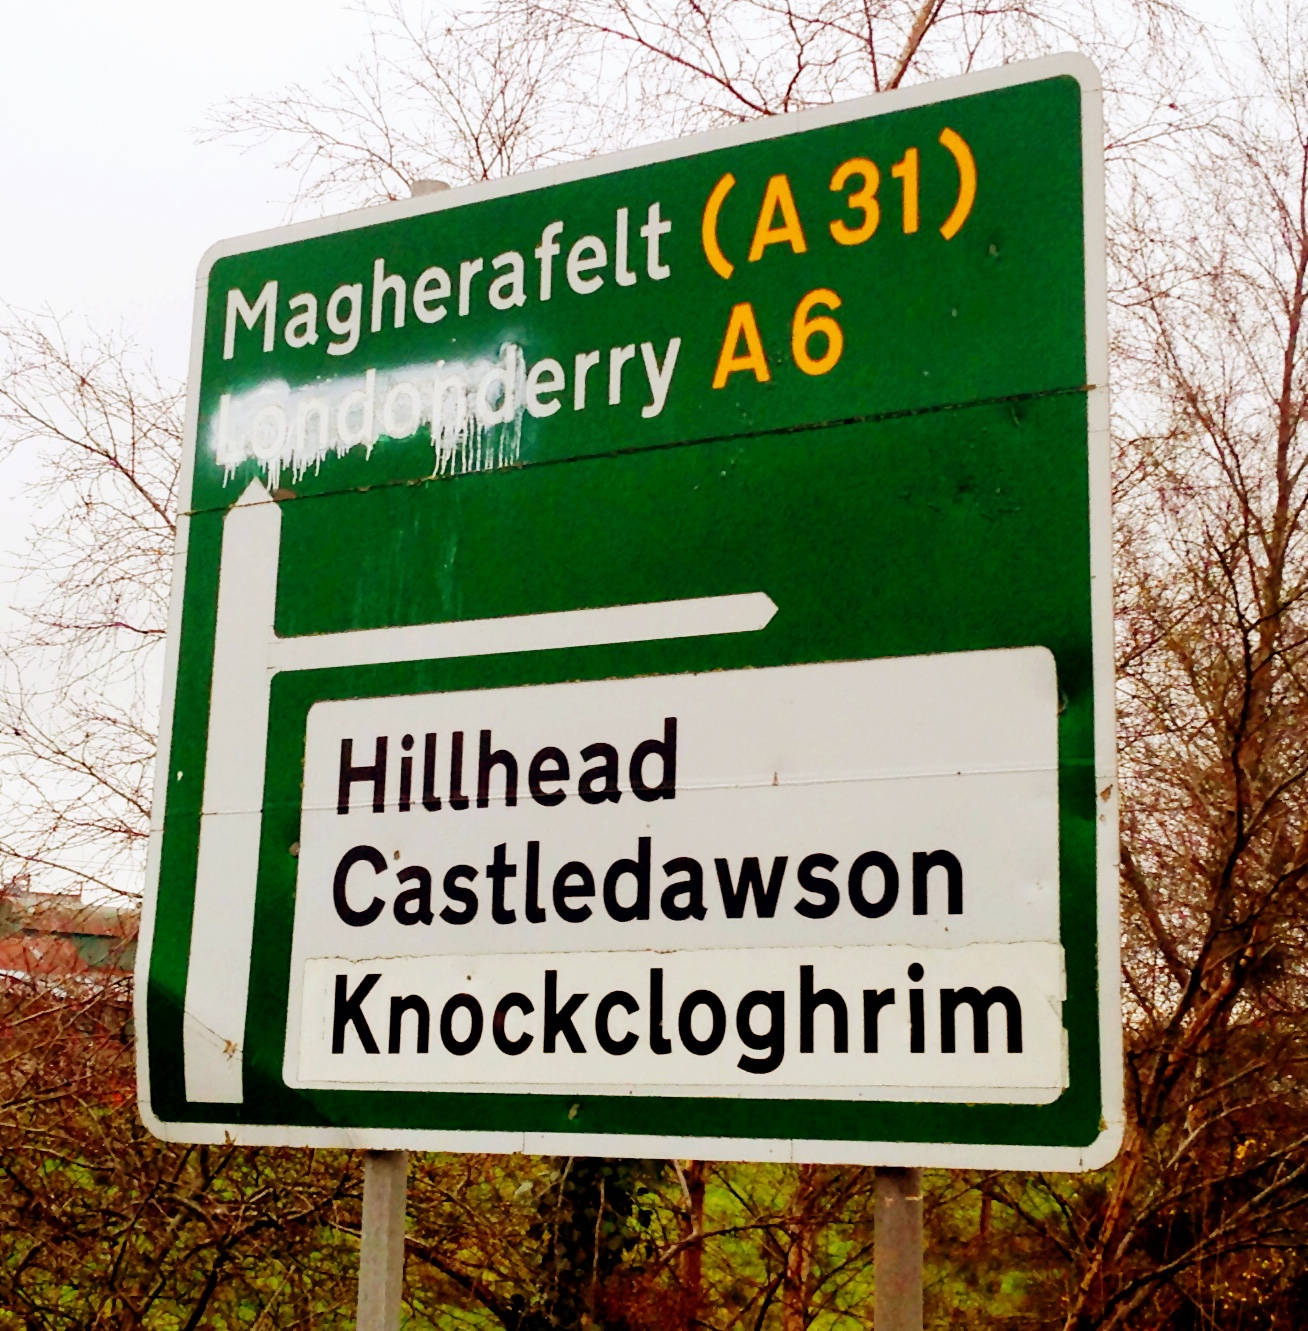 Magherafelt (A31)
Londonderry A6
Hillhead
Castledawson
Knockcloghrim